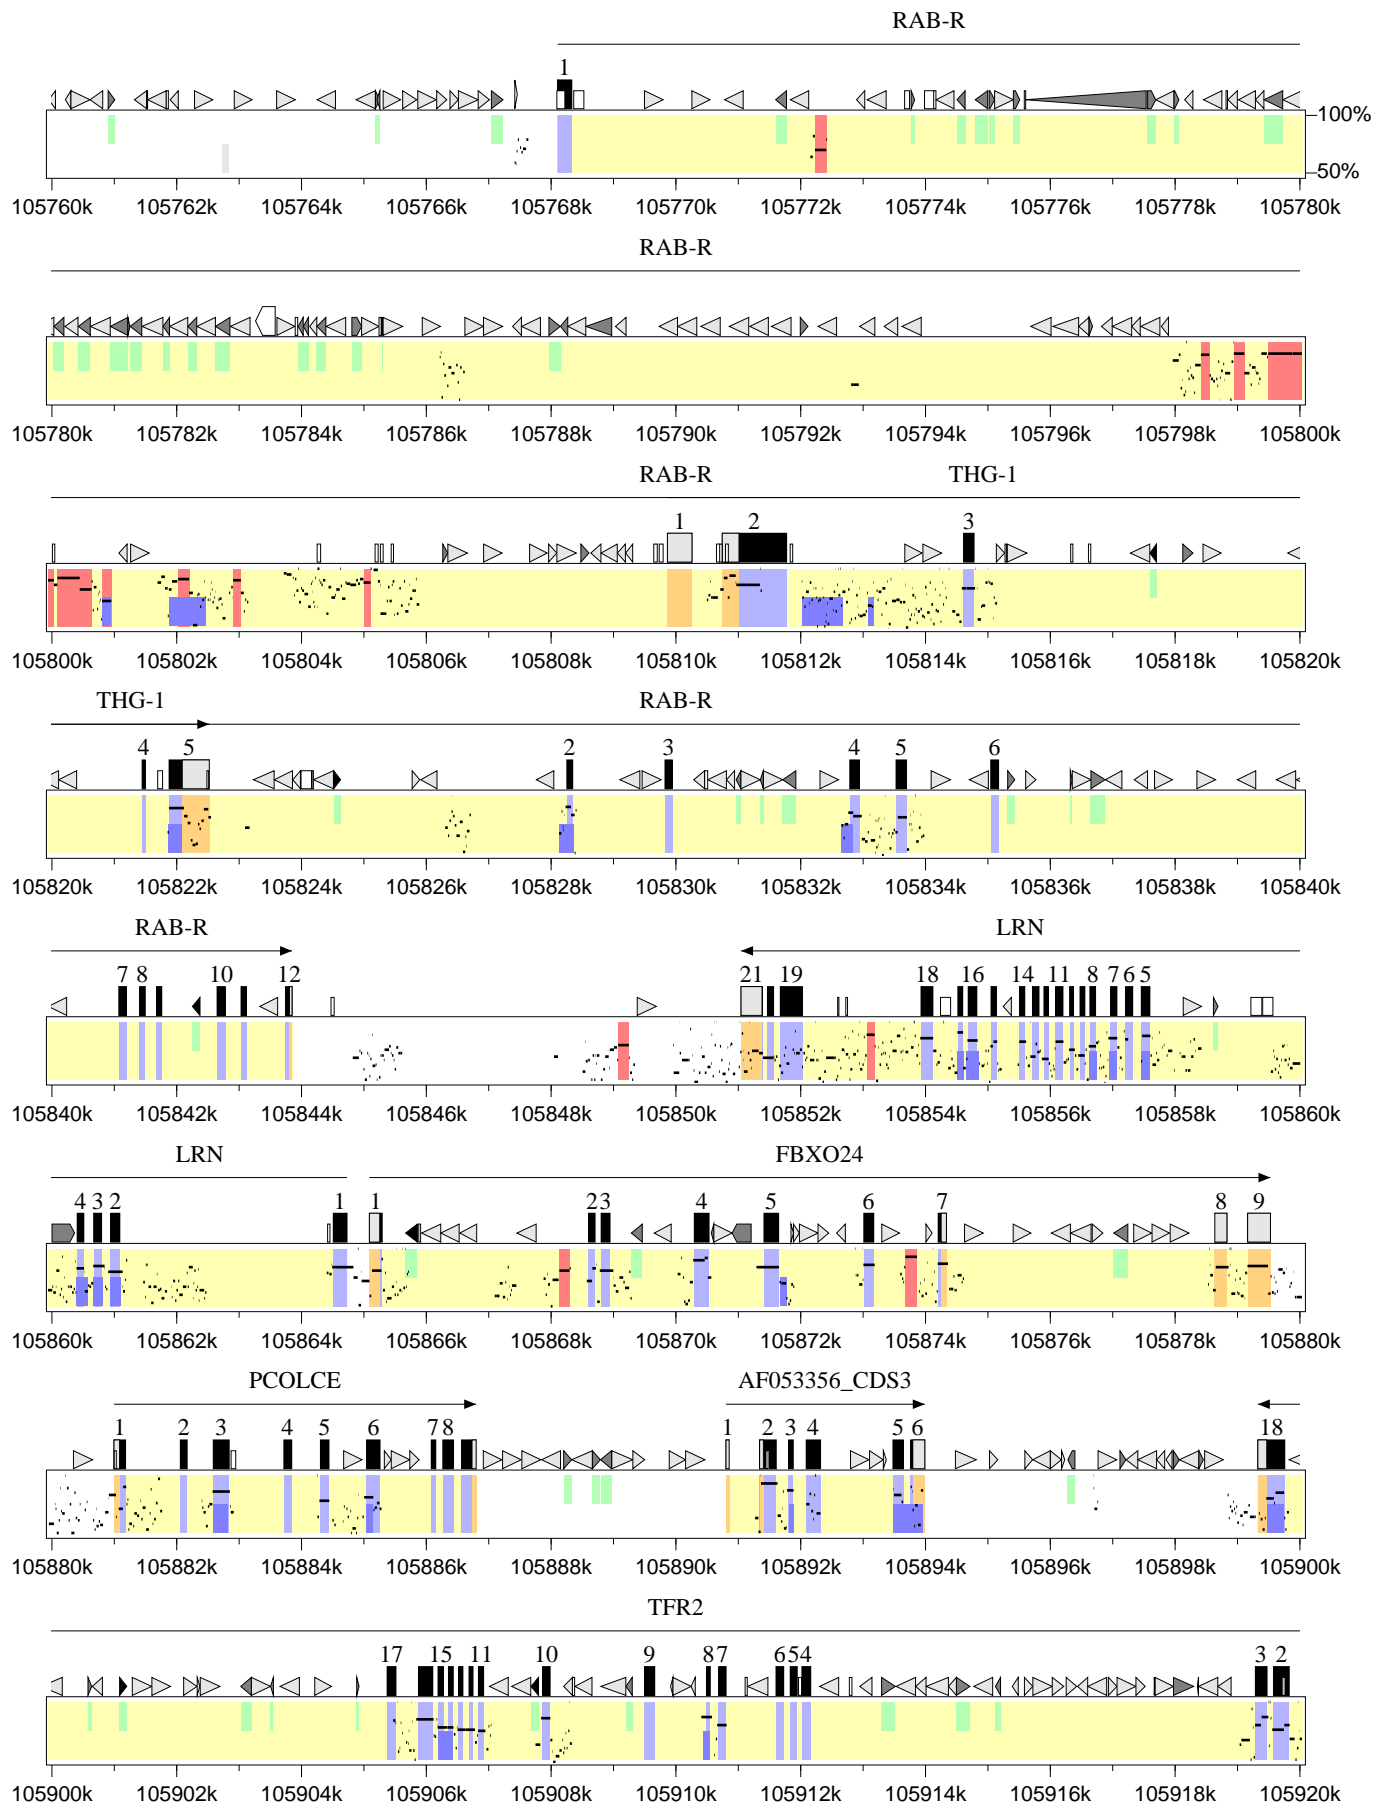 RAB-R
1
100%
50%
105760k 105762k 105764k 105766k 105768k 105770k 105772k 105774k 105776k 105778k 105780k
RAB-R
105780k 105782k 105784k 105786k 105788k 105790k 105792k 105794k 105796k 105798k 105800k
RAB-R THG-1
1 2 3
105800k 105802k 105804k 105806k 105808k 105810k 105812k 105814k 105816k 105818k 105820k
THG-1 RAB-R
4 5 2 3 4 5 6
105820k 105822k 105824k 105826k 105828k 105830k 105832k 105834k 105836k 105838k 105840k
RAB-R LRN
7 8 10 12 21 19 18 16 14 11 8 7 6 5
105840k 105842k 105844k 105846k 105848k 105850k 105852k 105854k 105856k 105858k 105860k
LRN FBXO24
4 3 2 1 1 2 3 4 5 6 7 8 9
105860k 105862k 105864k 105866k 105868k 105870k 105872k 105874k 105876k 105878k 105880k
PCOLCE AF053356_CDS3
1 2 3 4 5 6 7 8 1 2 3 4 5 6 18
105880k 105882k 105884k 105886k 105888k 105890k 105892k 105894k 105896k 105898k 105900k
TFR2
17 15 11 10 9 8 7 6 5 4 3 2
105900k 105902k 105904k 105906k 105908k 105910k 105912k 105914k 105916k 105918k 105920k